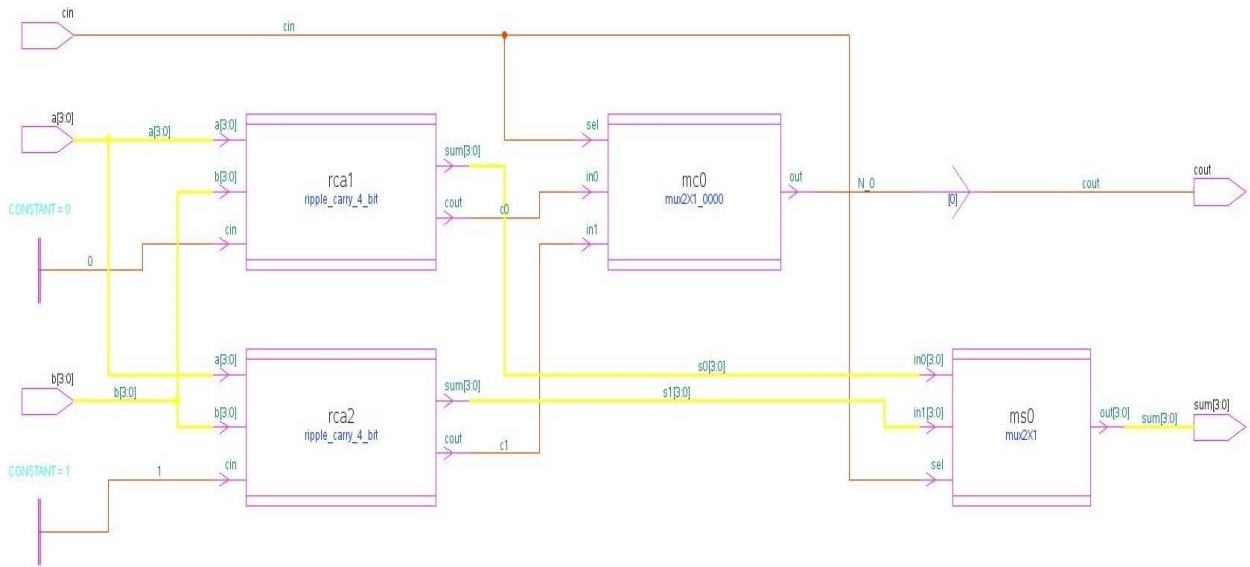 cin
cin
a[3:0]
a[3:0]
a[3:0]
b[3:0]
cin
rca1
ripple_carry_4_bit
sum[3:0]
cout
c0
sel
in0
in1
mc0
mux2X1_0000
out
N_0
[0]
cout
cout
CONSTANT = 0
0
b[3:0]
b[3:0]
a[3:0]
b[3:0]
cin
rca2
ripple_carry_4_bit
sum[3:0]
cout
c1
s0[3:0]
s1[3:0]
in0[3:0]
in1[3:0]
sel
ms0
mux2X1
out[3:0]
sum[3:0]
sum[3:0]
CONSTANT = 1
1